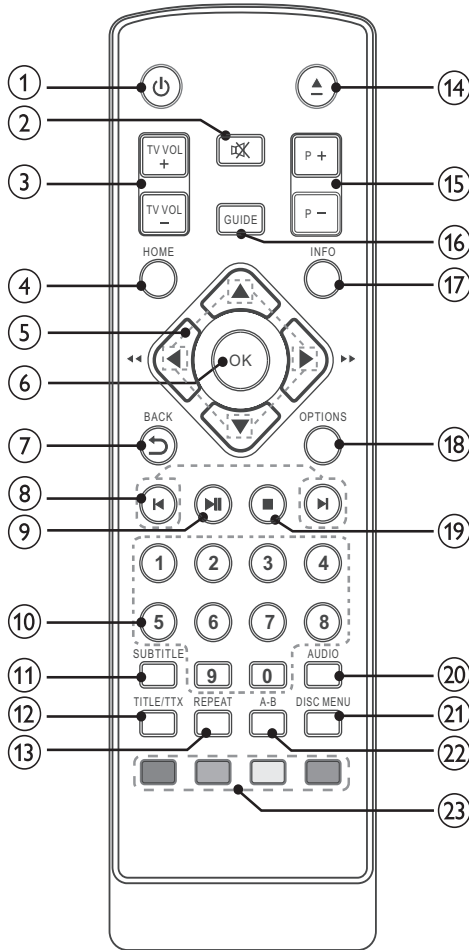 1 14
2
TV VOL + P +
3 15
TV VOL − P −
GUIDE
16
HOME INFO
4 17
5
6 OK
BACK OPTIONS
7 18
8
9 19
1 2 3 4
10 5 6 7 8
SUBTITLE AUDIO
11 9 0 20
TITLE/TTX REPEAT A-B DISC MENU
12 21
13 22
23